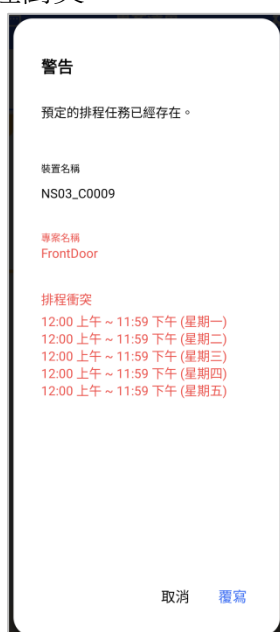 警告
預定的排程任務已經存在。
裝置名稱
NS03_C0009
專案名稱
FrontDoor
排程衝突
12:00 上午 ~ 11:59 下午 (星期一)
12:00 上午 ~ 11:59 下午 (星期二)
12:00 上午 ~ 11:59 下午 (星期三)
12:00 上午 ~ 11:59 下午 (星期四)
12:00 上午 ~ 11:59 下午 (星期五)
取消 覆寫